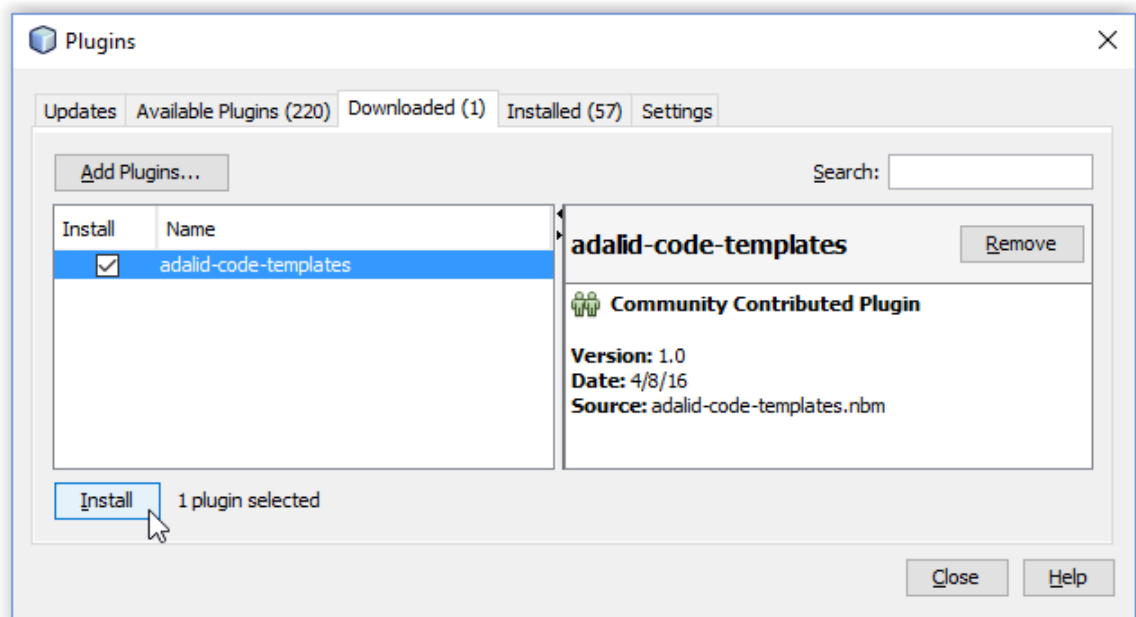 Plugins
Updates Available Plugins (220) Downloaded (1) Installed (57) Settings
Add Plugins... Search:
Install Name
adalid-code-templates
adalid-code-templates Remove
Community Contributed Plugin
Version: 1.0
Date: 4/8/16
Source: adalid-code-templates.nbm
Install 1 plugin selected
Close Help